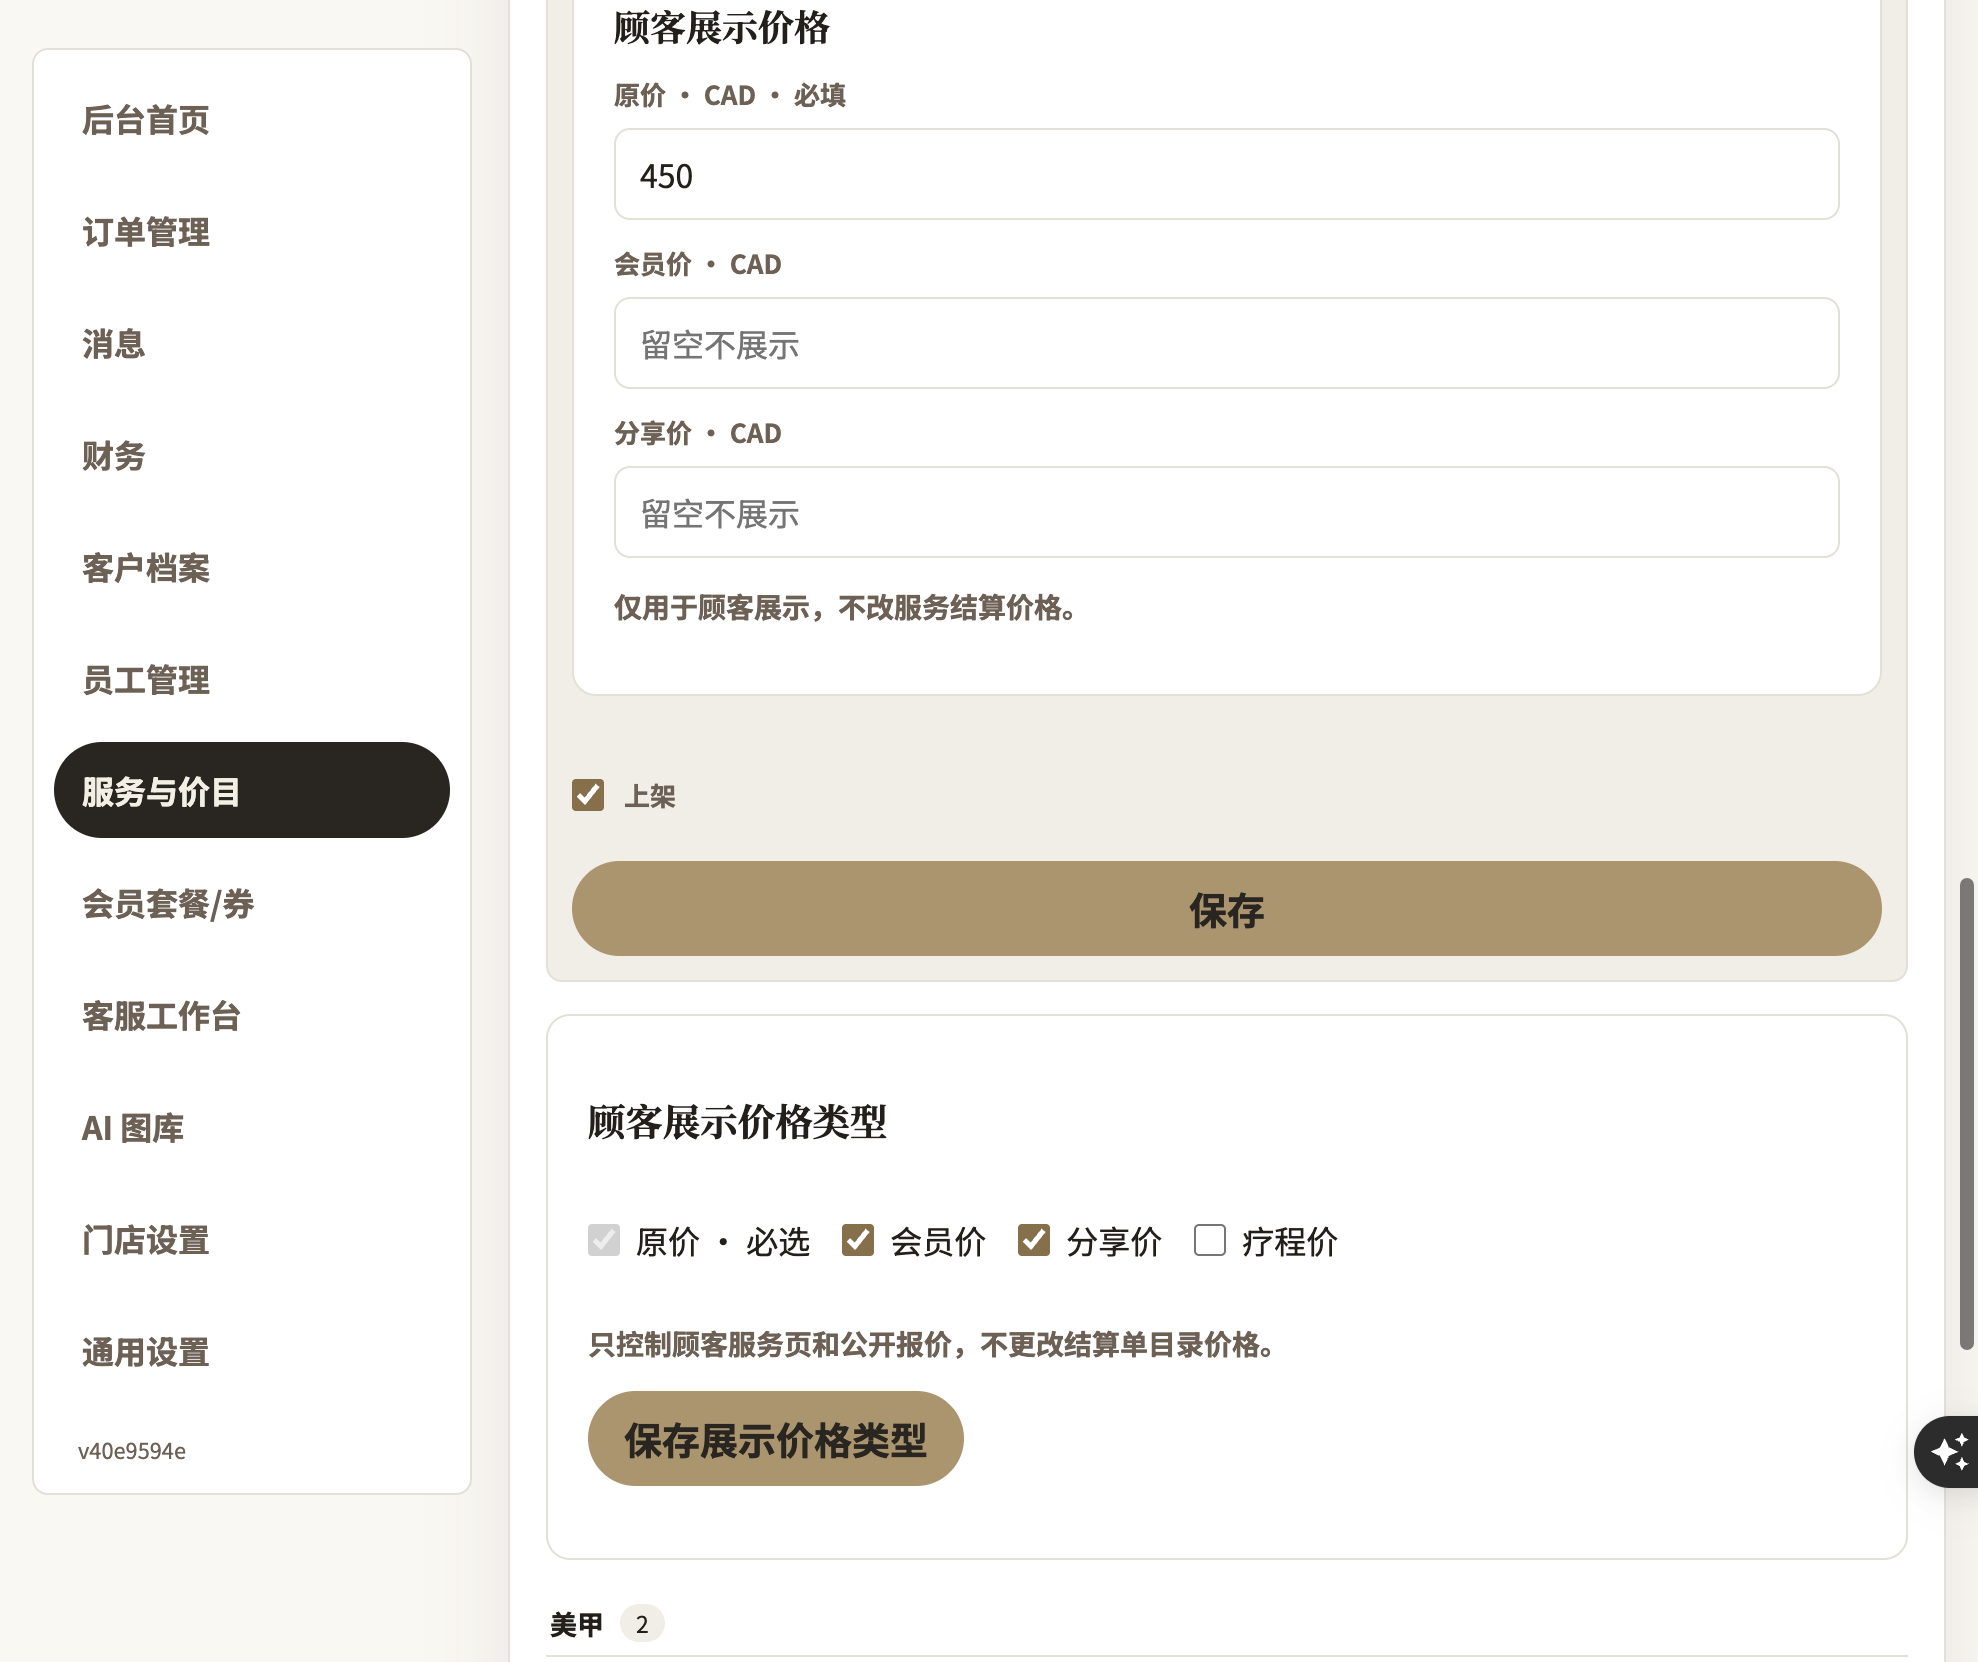 后台首页
订单管理
消息
财务
客户档案
员工管理
服务与价目
会员套餐/券
客服工作台
AI 图库
门店设置
通用设置
v40e9594e
顾客展示价格
原价 · CAD · 必填
450
会员价 · CAD
留空不展示
分享价 · CAD
留空不展示
仅用于顾客展示，不改服务结算价格。
上架
保存
顾客展示价格类型
原价 · 必选 会员价 分享价 疗程价
只控制顾客服务页和公开报价，不更改结算单目录价格。
保存展示价格类型
美甲 2